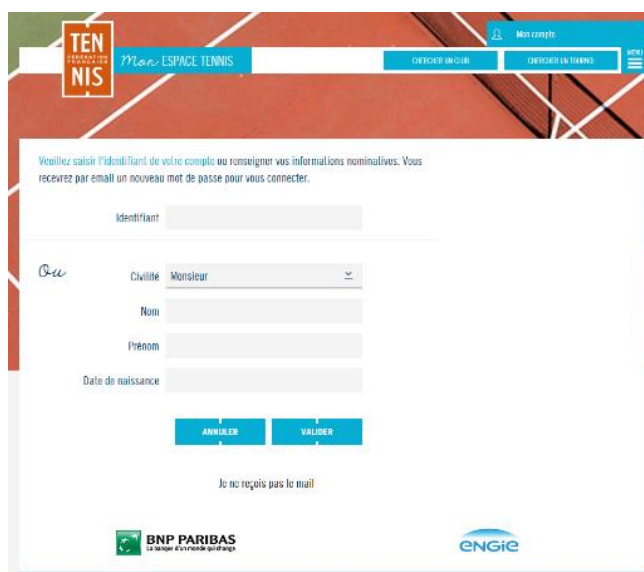 TEN
FÉDÉRATION
FRANÇAISE
NIS
Mon ESPACE TENNIS
Mon compte
CHERCHER UN CLUB
CHERCHER UN TOURNOI
MENU
Veuillez saisir l'identifiant de votre compte ou renseigner vos informations nominatives. Vous
recevrez par email un nouveau mot de passe pour vous connecter.
Identifiant
Ou
Civilité Monsieur
Nom
Prénom
Date de naissance
ANNULER
VALIDER
Je ne reçois pas le mail
BNP PARIBAS
La banque d'un monde qui change
ENGIE